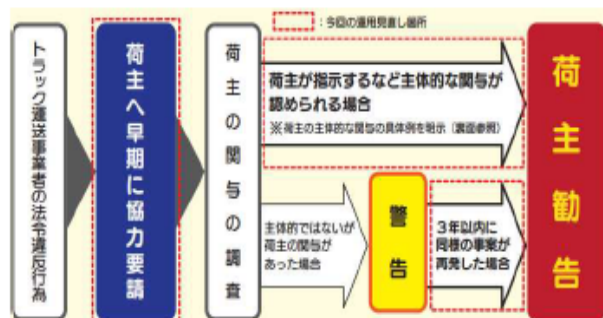 ：今回の運用見直し箇所
トラック運送事業者の法令違反行為
荷主へ早期に協力要請
荷主の関与の調査
荷主が指示するなど主体的な関与が
認められる場合
※荷主の主体的な関与の具体例を明示（裏面参照）
主体的ではないが
荷主の関与が
あった場合
警告
3年以内に
同様の事案が
再発した場合
荷主勧告